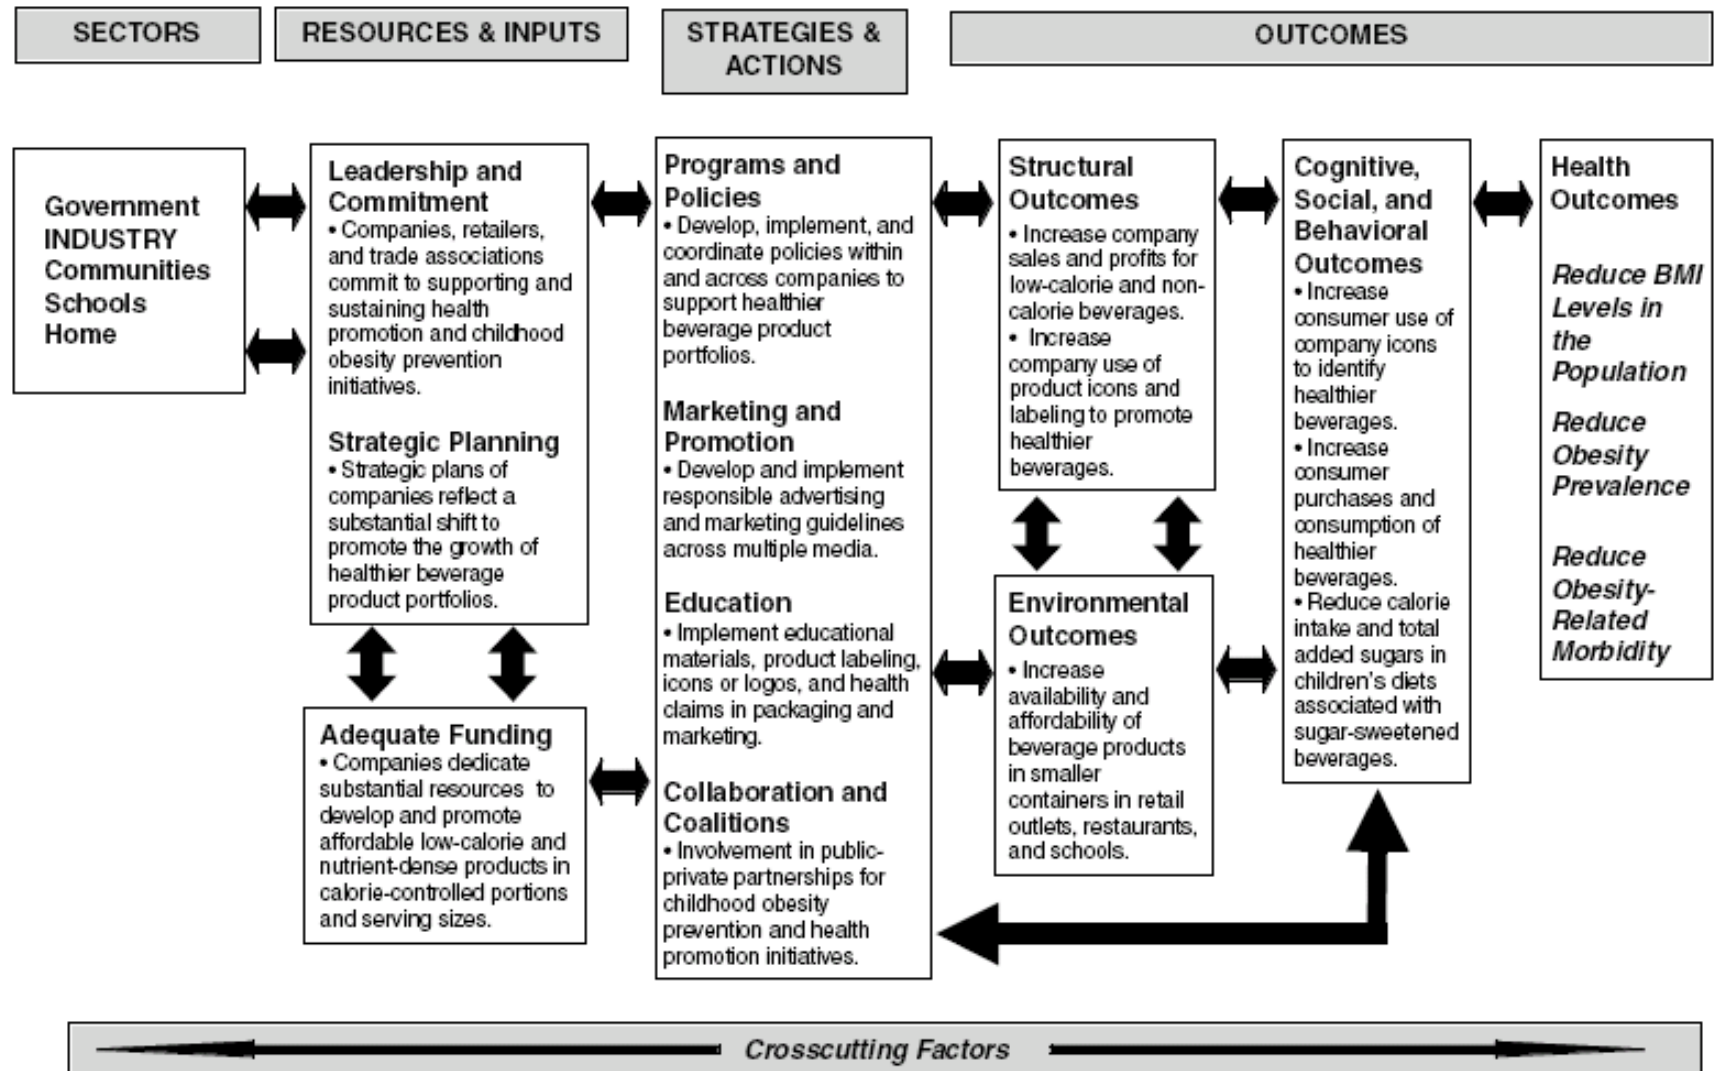 SECTORS
RESOURCES & INPUTS
STRATEGIES &
ACTIONS
OUTCOMES
Government
INDUSTRY
Communities
Schools
Home
Leadership and
Commitment
• Companies, retailers,
and trade associations
commit to supporting and
sustaining health
promotion and childhood
obesity prevention
initiatives.
Strategic Planning
• Strategic plans of
companies reflect a
substantial shift to
promote the growth of
healthier beverage
product portfolios.
Adequate Funding
• Companies dedicate
substantial resources to
develop and promote
affordable low-calorie and
nutrient-dense products in
calorie-controlled portions
and serving sizes.
Programs and
Policies
• Develop, implement, and
coordinate policies within
and across companies to
support healthier
beverage product
portfolios.
Marketing and
Promotion
• Develop and implement
responsible advertising
and marketing guidelines
across multiple media.
Education
• Implement educational
materials, product labeling,
icons or logos, and health
claims in packaging and
marketing.
Collaboration and
Coalitions
• Involvement in public-
private partnerships for
childhood obesity
prevention and health
promotion initiatives.
Structural
Outcomes
• Increase company
sales and profits for
low-calorie and non-
calorie beverages.
• Increase
company use of
product icons and
labeling to promote
healthier
beverages.
Environmental
Outcomes
• Increase
availability and
affordability of
beverage products
in smaller
containers in retail
outlets, restaurants,
and schools.
Cognitive,
Social, and
Behavioral
Outcomes
• Increase
consumer use of
company icons
to identify
healthier
beverages.
• Increase
consumer
purchases and
consumption of
healthier
beverages.
• Reduce calorie
intake and total
added sugars in
children's diets
associated with
sugar-sweetened
beverages.
Health
Outcomes
Reduce BMI
Levels in
the
Population
Reduce
Obesity
Prevalence
Reduce
Obesity-
Related
Morbidity
Crosscutting Factors